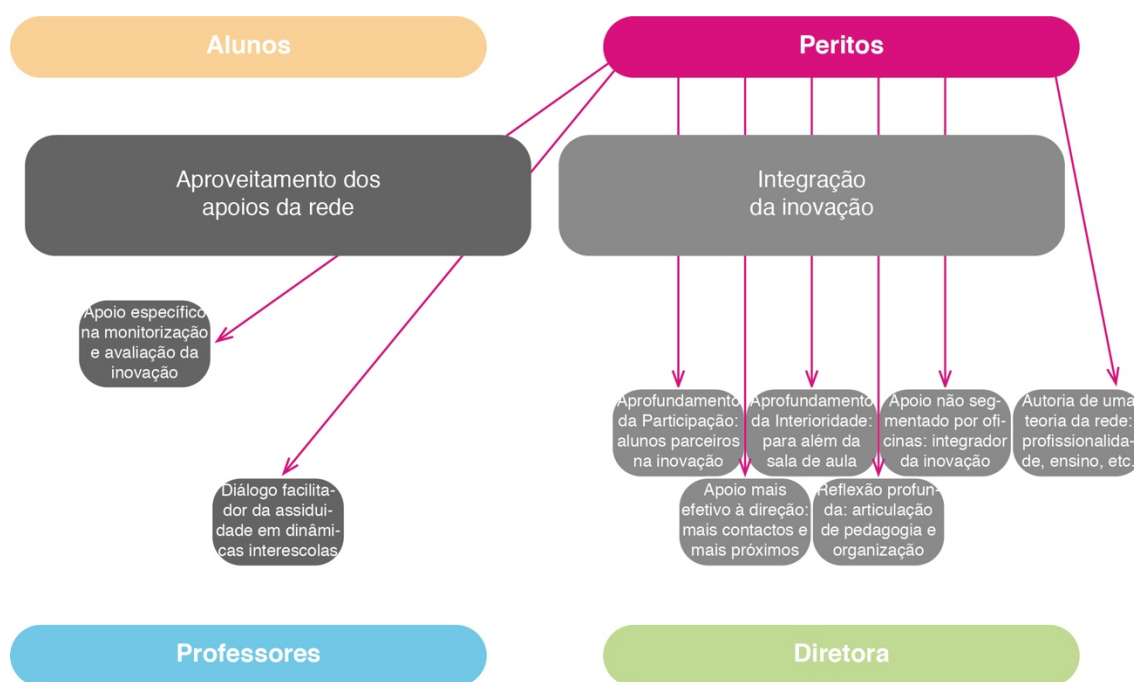 Alunos
Peritos
Aproveitamento dos
apoios da rede
Integração
da inovação
Apoio específico
na monitorização
e avaliação da
inovação
Aprofundamento
da Participação:
alunos parceiros
na inovação
Aprofundamento
da Interioridade:
para além da
sala de aula
Apoio não seg-
mentado por ofi-
cinas: integrador
da inovação
Autoria de uma
teoria da rede:
profissionalida-
de, ensino, etc.
Diálogo facilita-
dor da assidui-
dade em dinâmi-
cas interescolas
Apoio mais
efetivo à direção:
mais contactos e
mais próximos
Reflexão profun-
da: articulação
de pedagogia e
organização
Professores
Diretora